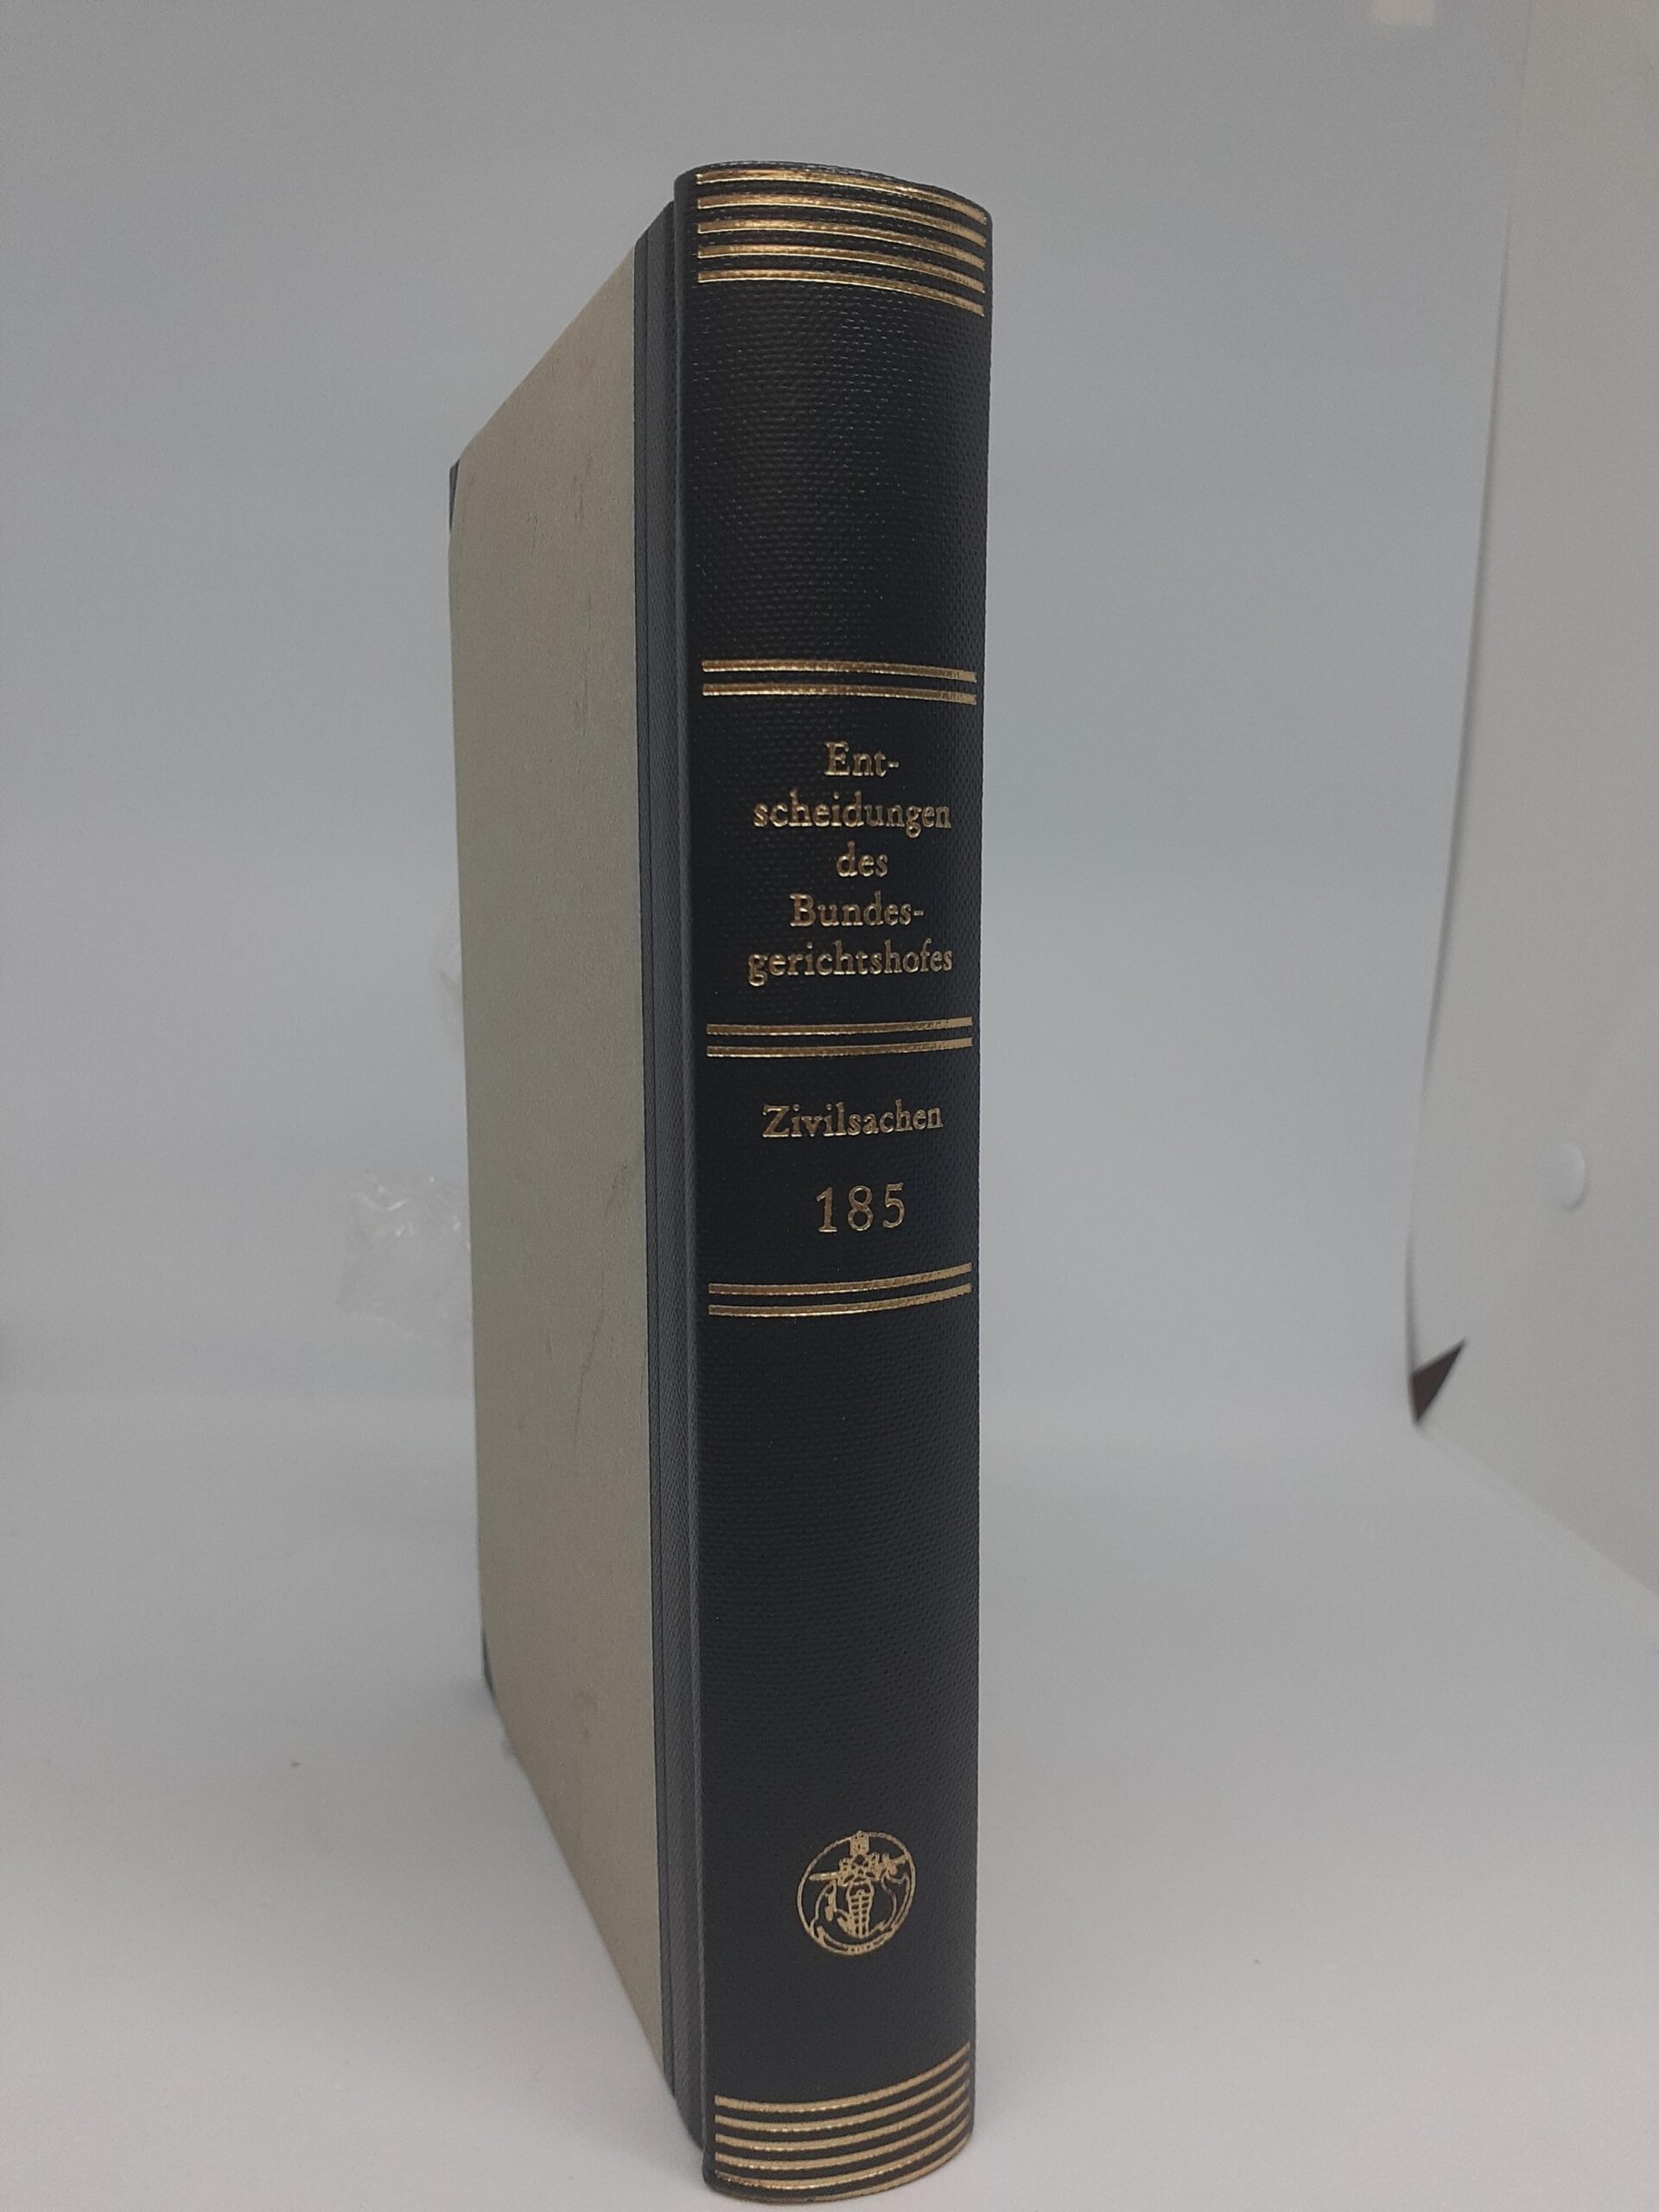 Ent-
scheidungen
des
Bundes-
gerichtshofes
Zivilsachen
185